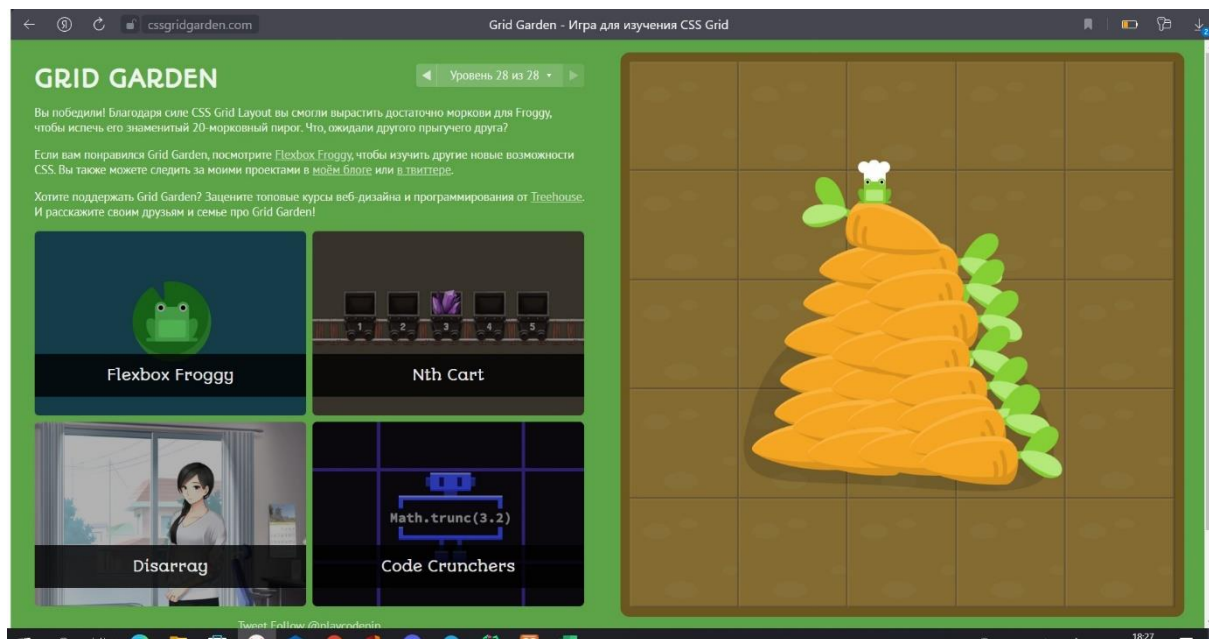 cssgridgarden.com
Grid Garden - Игра для изучения CSS Grid
GRID GARDEN
Уровень 28 из 28
Вы победили! Благодаря силе CSS Grid Layout вы смогли вырастить достаточно моркови для Froggy,
чтобы испечь его знаменитый 20-морковный пирог. Что, ожидали другого прыгучего друга?
Если вам понравился Grid Garden, посмотрите Flexbox Froggy, чтобы изучить другие новые возможности
CSS. Вы также можете следить за моими проектами в моём блоге или в твиттере.
Хотите поддержать Grid Garden? Зацените топовые курсы веб-дизайна и программирования от Treehouse.
И расскажите своим друзьям и семье про Grid Garden!
Flexbox Froggy
1 2 3 4 5
Nth Cart
Disarray
Math.trunc(3.2)
Code Crunchers
Tweet Follow @playcodepip
18:27